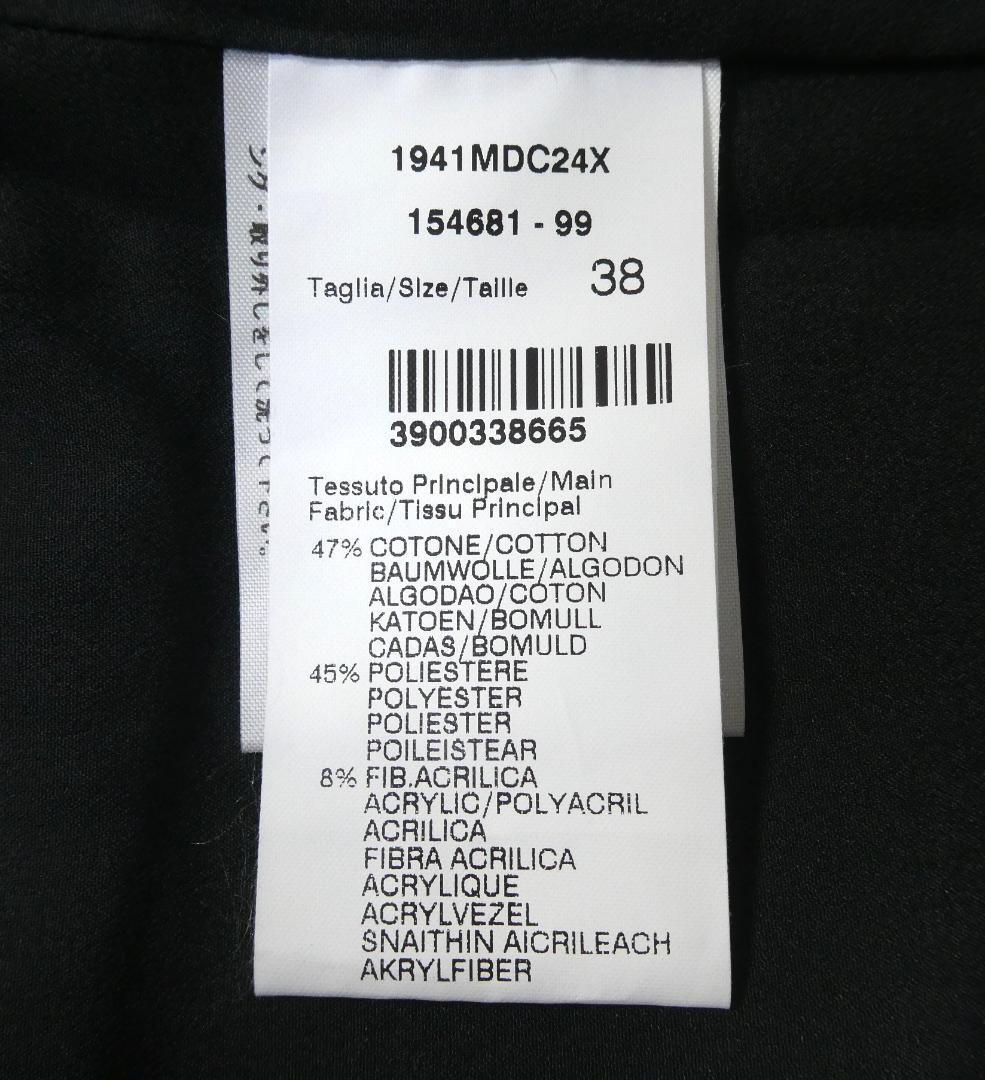 1941MDC24X
154681 - 99
Taglia/Size/Taille 38
3900338665
Tessuto Principale/Main
Fabric/Tissu Principal
47% COTONE/COTTON
BAUMWOLLE/ALGODON
ALGODAO/COTON
KATOEN/BOMULL
CADAS/BOMULD
45% POLIESTERE
POLYESTER
POLIESTER
POILEISTEAR
8% FIB.ACRILICA
ACRYLIC/POLYACRIL
ACRILICA
FIBRA ACRILICA
ACRYLIQUE
ACRYLVEZEL
SNAITHIN AICRILEACH
AKRYLFIBER